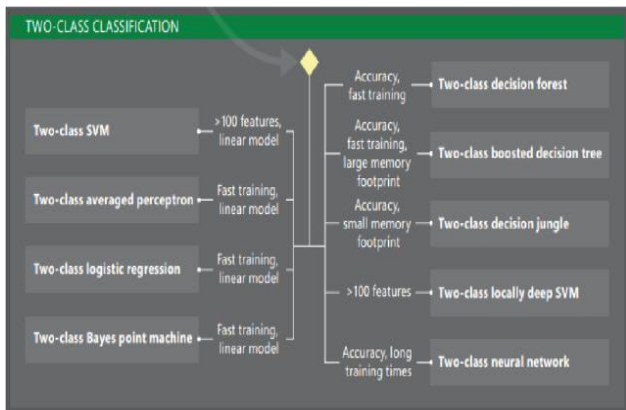 TWO-CLASS CLASSIFICATION
Two-class SVM
>100 features,
linear model
Two-class averaged perceptron
Fast training,
linear model
Two-class logistic regression
Fast training,
linear model
Two-class Bayes point machine
Fast training,
linear model
Accuracy,
fast training
Two-class decision forest
Accuracy,
fast training,
large memory
footprint
Two-class boosted decision tree
Accuracy,
small memory
footprint
Two-class decision jungle
>100 features
Two-class locally deep SVM
Accuracy, long
training times
Two-class neural network